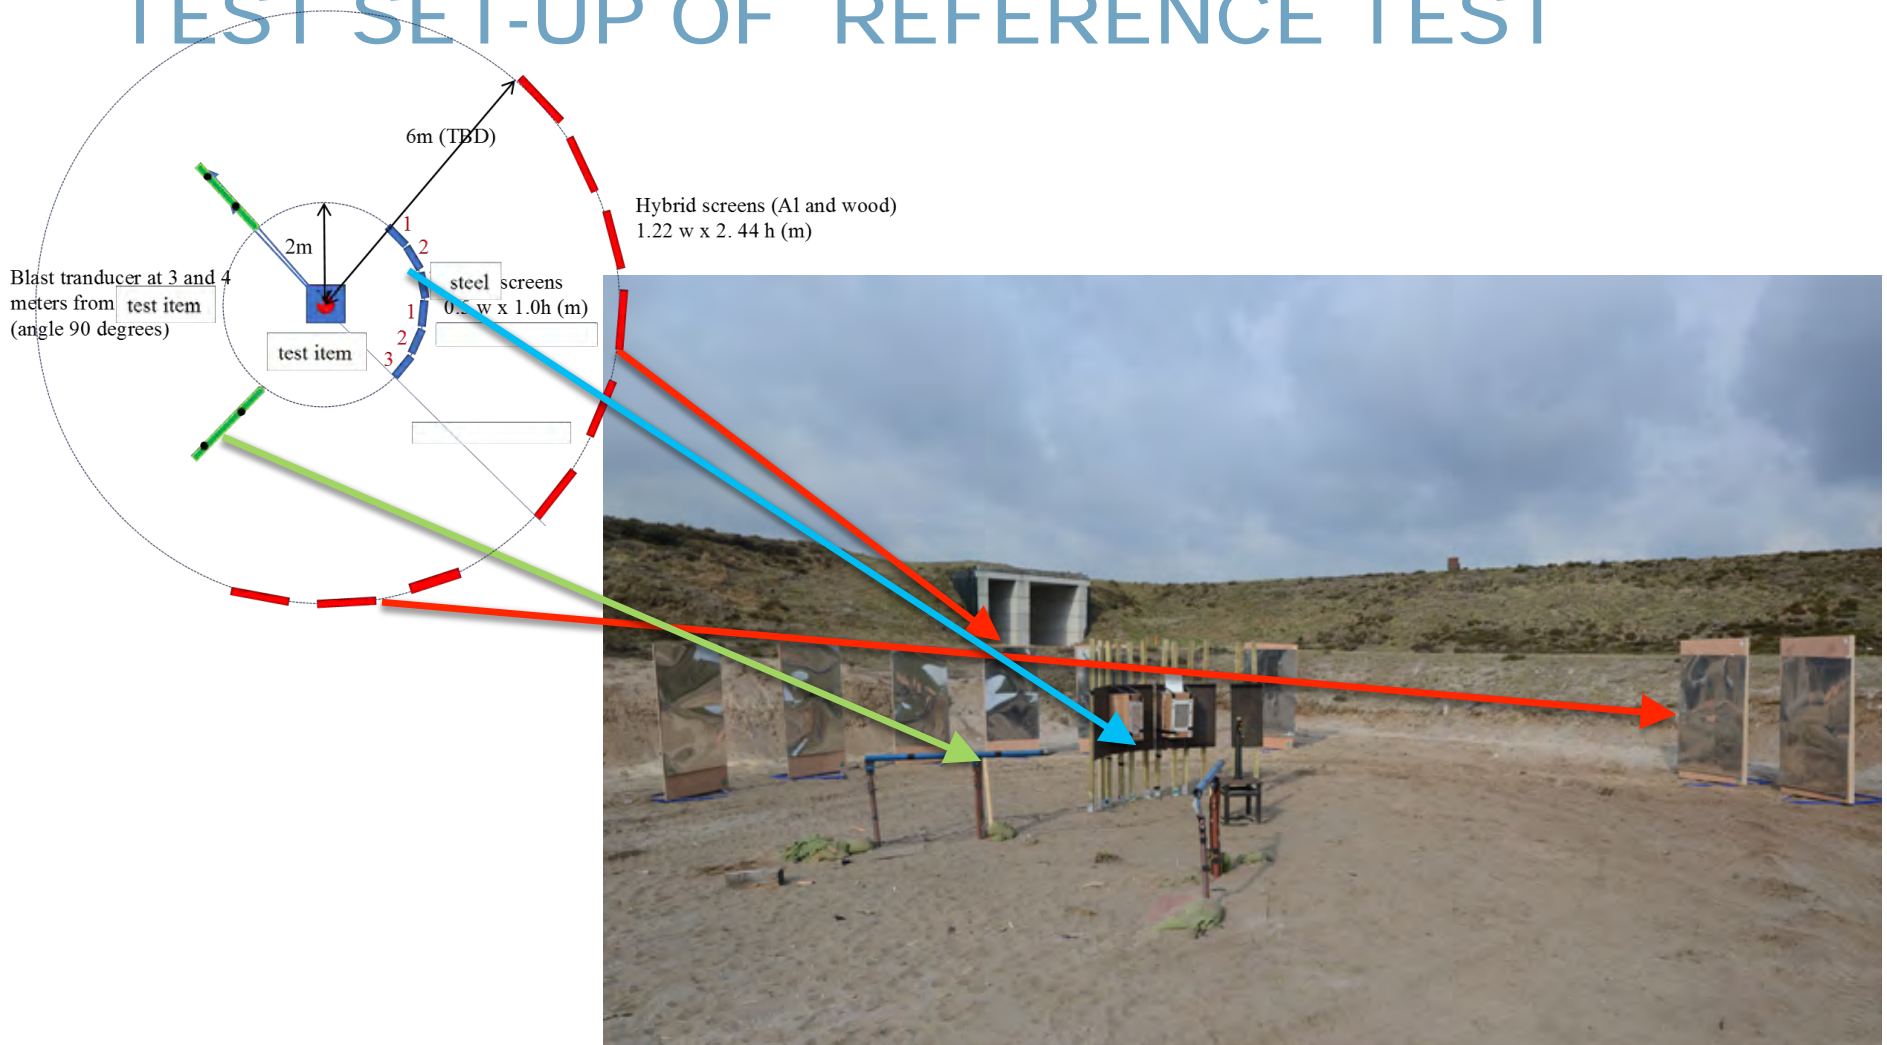 TEST SET-UP OF REFERENCE TEST
6m (TBD)
Hybrid screens (Al and wood)
1.22 w x 2. 44 h (m)
1
2
2m
Blast tranducer at 3 and 4
meters from test item
(angle 90 degrees)
steel screens
w x 1.0h (m)
1
2
3
test item